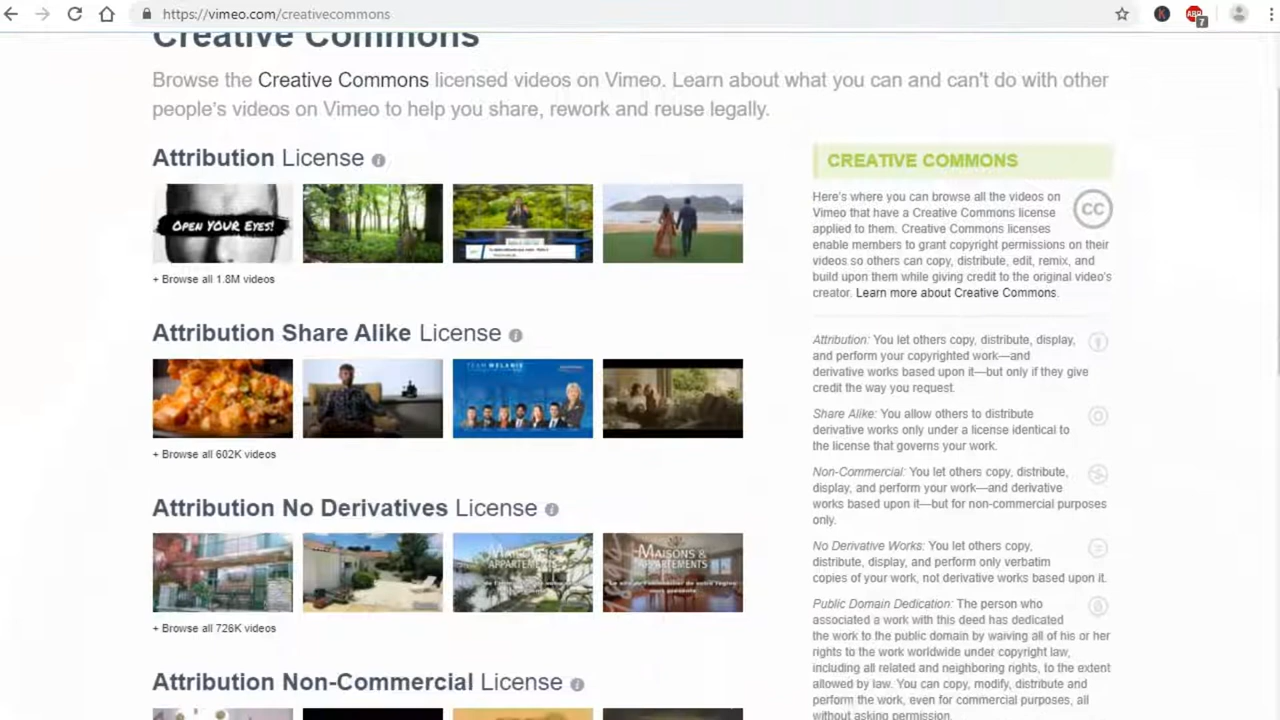 https://vimeo.com/creativecommons
7
Creative Commons
Browse the Creative Commons licensed videos on Vimeo. Learn about what you can and can't do with other
people's videos on Vimeo to help you share, rework and reuse legally.
Attribution License
OPEN YOUR EYES!
+ Browse all 1.8M videos
Attribution Share Alike License
TEAM MELANIE
+ Browse all 602K videos
Attribution No Derivatives License
MAISONS &
APPARTEMENTS
MAISONS &
APPARTEMENTS
+ Browse all 726K videos
Attribution Non-Commercial License
CREATIVE COMMONS
Here's where you can browse all the videos on
Vimeo that have a Creative Commons license
applied to them. Creative Commons licenses
enable members to grant copyright permissions on their
videos so others can copy, distribute, edit, remix, and
build upon them while giving credit to the original video's
creator. Learn more about Creative Commons.
CC
Attribution: You let others copy, distribute, display,
and perform your copyrighted work—and
derivative works based upon it—but only if they give
credit the way you request.
Share Alike: You allow others to distribute
derivative works only under a license identical to
the license that governs your work.
Non-Commercial: You let others copy, distribute,
display, and perform your work—and derivative
works based upon it—but for non-commercial purposes
only.
No Derivative Works: You let others copy,
distribute, display, and perform only verbatim
copies of your work, not derivative works based upon it.
Public Domain Dedication: The person who
associated a work with this deed has dedicated
the work to the public domain by waiving all of his or her
rights to the work worldwide under copyright law,
including all related and neighboring rights, to the extent
allowed by law. You can copy, modify, distribute and
perform the work, even for commercial purposes, all
without asking permission.